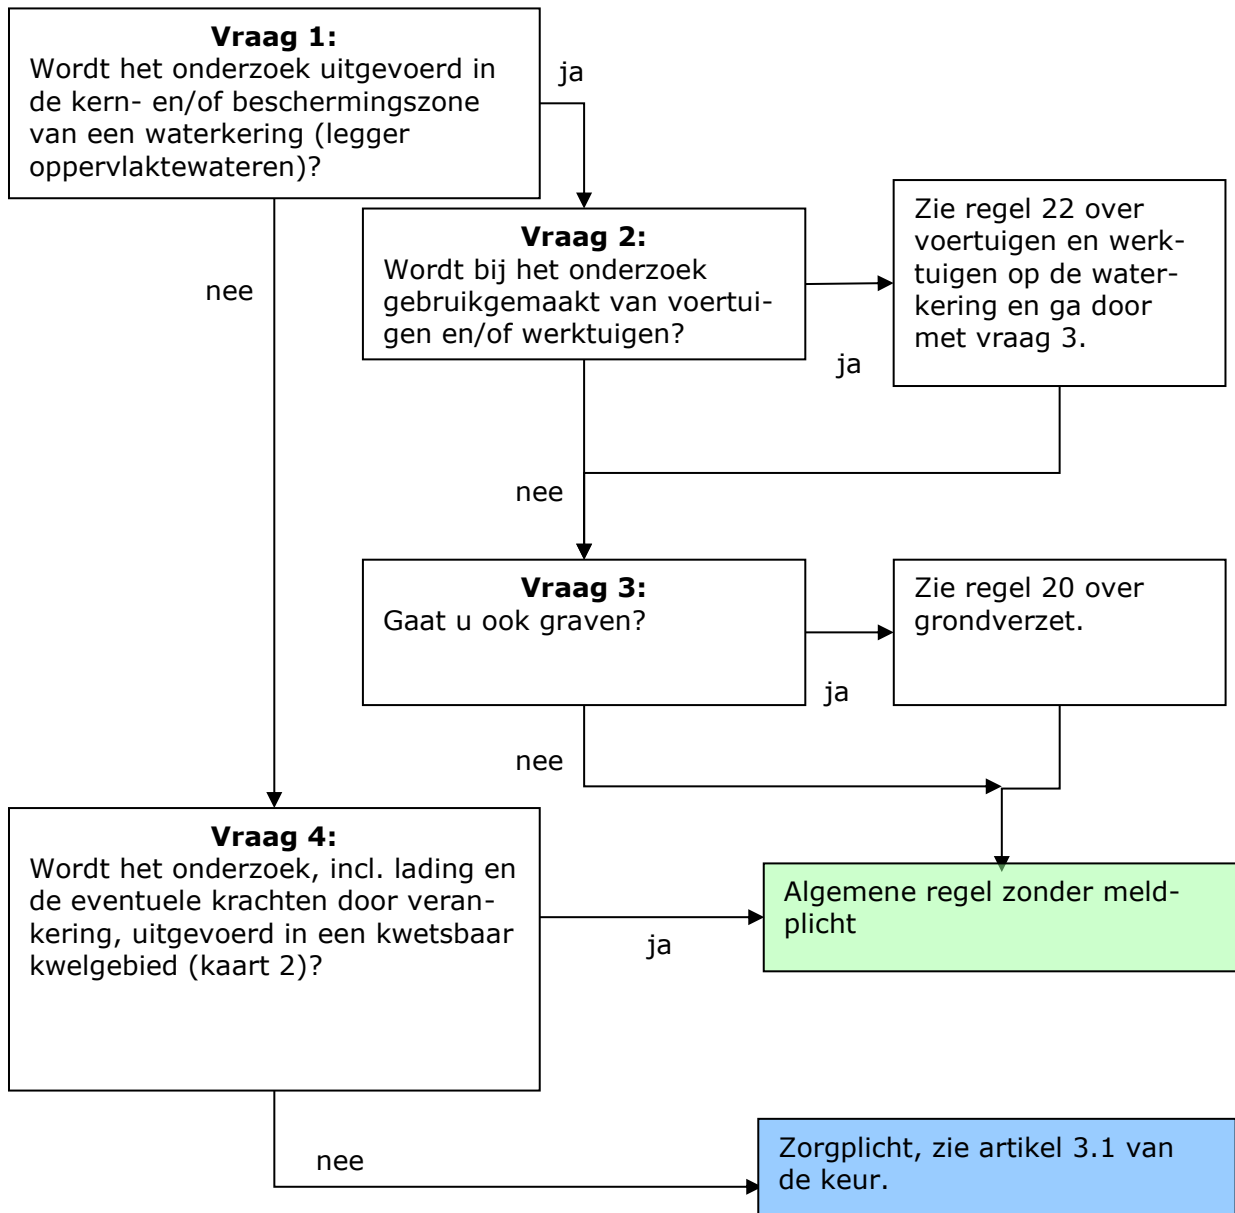 Vraag 1:
Wordt het onderzoek uitgevoerd in
de kern- en/of beschermingszone
van een waterkering (legger
oppervlaktewateren)?
ja
nee
Vraag 2:
Wordt bij het onderzoek
gebruikgemaakt van voertui-
gen en/of werktuigen?
ja
Zie regel 22 over
voertuigen en werk-
tuigen op de water-
kering en ga door
met vraag 3.
nee
Vraag 3:
Gaat u ook graven?
ja
Zie regel 20 over
grondverzet.
nee
Vraag 4:
Wordt het onderzoek, incl. lading en
de eventuele krachten door veran-
kering, uitgevoerd in een kwetsbaar
kwelgebied (kaart 2)?
ja
Algemene regel zonder meld-
plicht
nee
Zorgplicht, zie artikel 3.1 van
de keur.